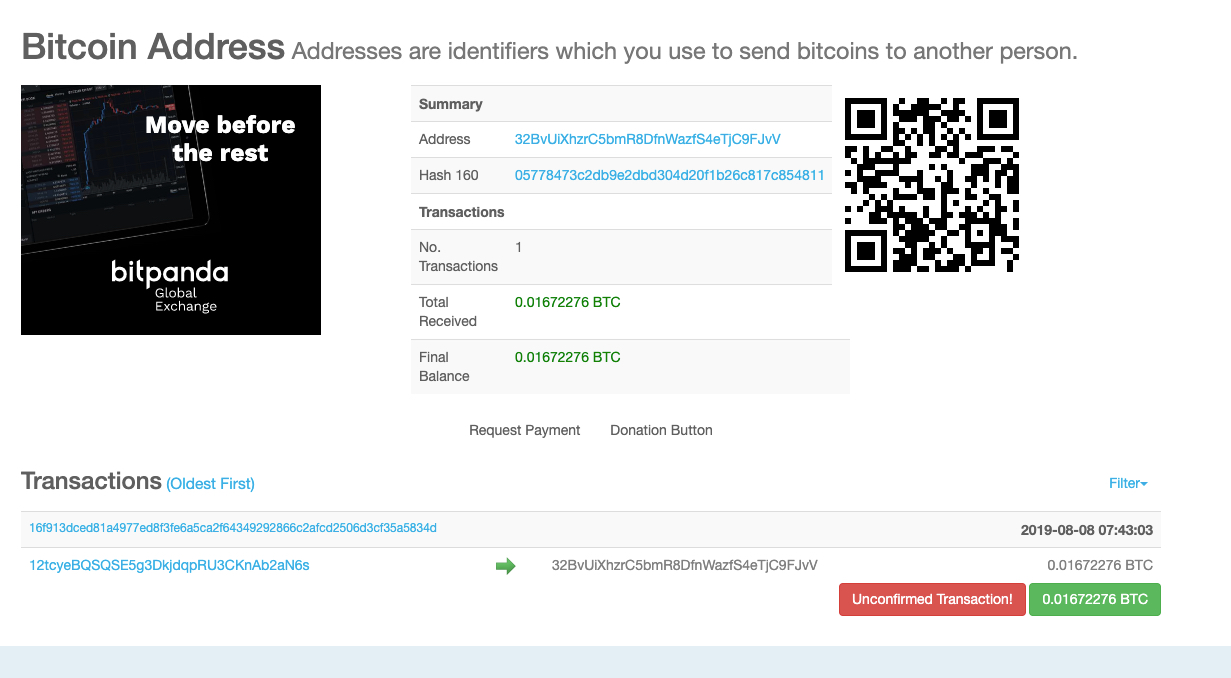 Bitcoin Address Addresses are identifiers which you use to send bitcoins to another person.
Move before
the rest
bitpanda
Global
Exchange
Summary
Address 32BvUiXhzrC5bmR8DfnWazfS4eTjC9FJvV
Hash 160 05778473c2db9e2dbd304d20f1b26c817c854811
Transactions
No. 1
Transactions
Total 0.01672276 BTC
Received
Final 0.01672276 BTC
Balance
Request Payment Donation Button
Transactions (Oldest First) Filter
16f913dced81a4977ed8f3fe6a5ca2f64349292866c2afcd2506d3cf35a5834d 2019-08-08 07:43:03
12tcyeBQSQSE5g3DkjdqpRU3CKnAb2aN6s 32BvUiXhzrC5bmR8DfnWazfS4eTjC9FJvV 0.01672276 BTC
Unconfirmed Transaction! 0.01672276 BTC